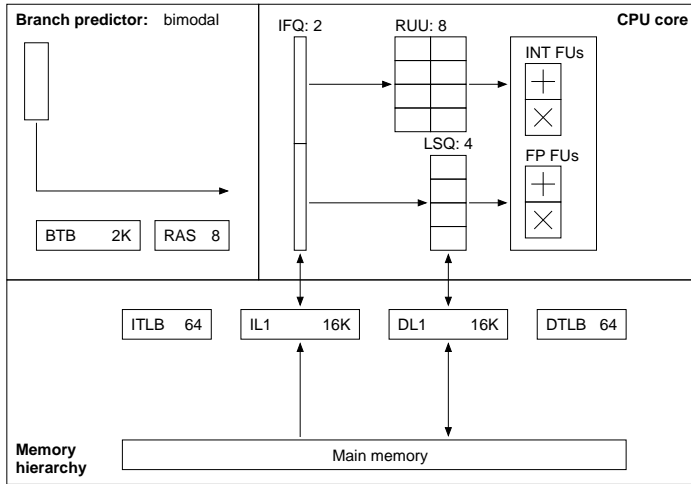 Branch predictor: bimodal
BTB 2K
RAS 8
IFQ: 2
RUU: 8
CPU core
INT FUs
LSQ: 4
FP FUs
ITLB 64
IL1 16K
DL1 16K
DTLB 64
Memory
hierarchy
Main memory